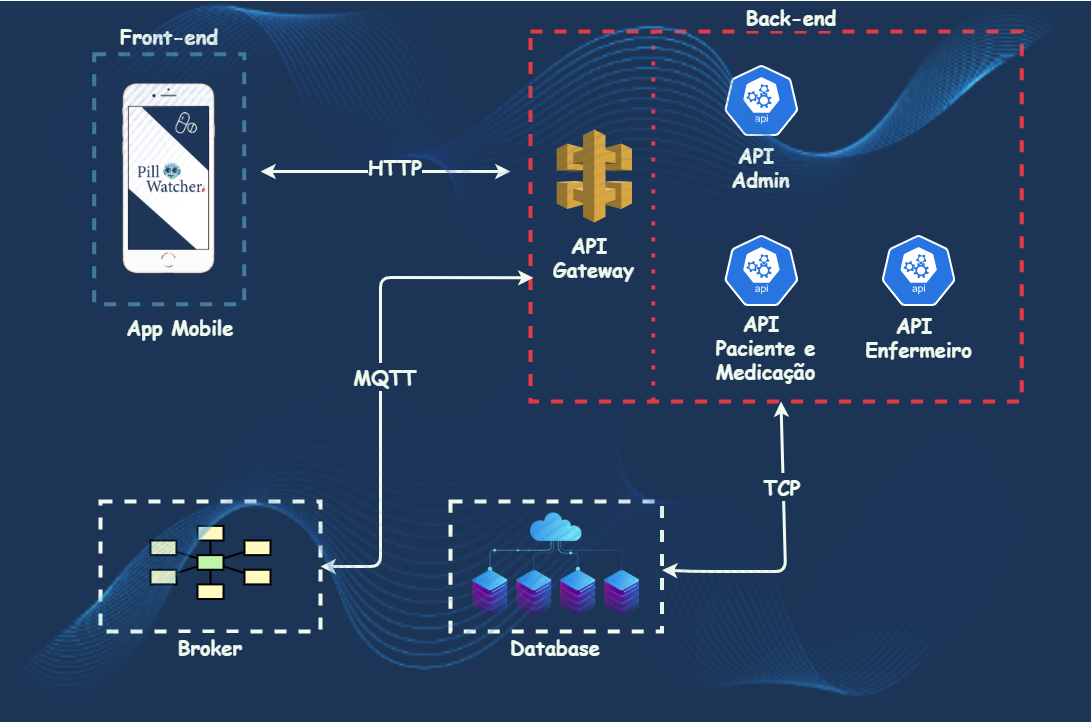 Front-end
Back-end
Pill
Watcher
HTTP
App Mobile
API
Gateway
api
API
Admin
api
API
Paciente e
Medicação
api
API
Enfermeiro
MQTT
TCP
Broker
Database